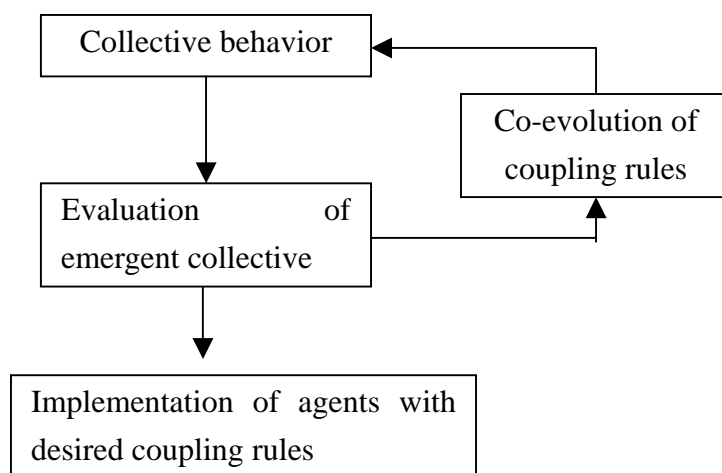 Collective behavior
Co-evolution of
coupling rules
Evaluation of
emergent collective
Implementation of agents with
desired coupling rules